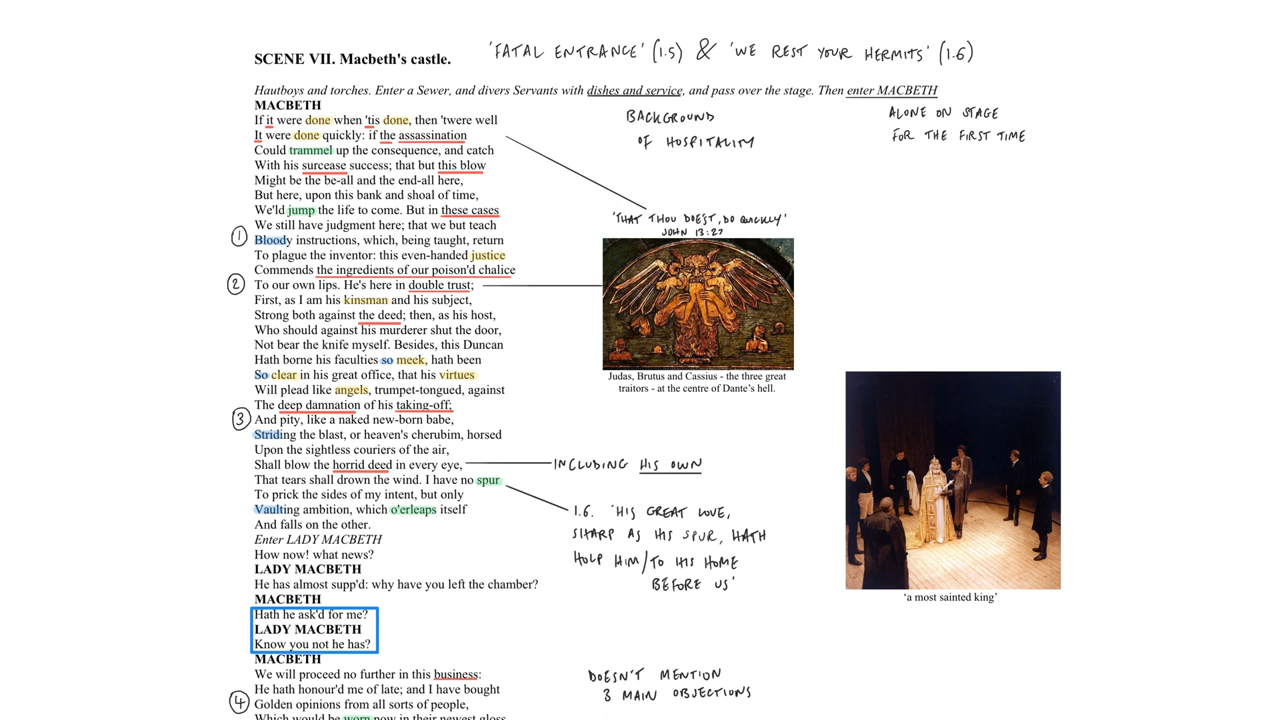 'FATAL ENTRANCE' (1.5) & 'WE REST YOUR HERMITS' (1.6)
SCENE VII. Macbeth's castle.
Hautboys and torches. Enter a Sewer, and divers Servants with dishes and service, and pass over the stage. Then enter MACBETH
MACBETH
If it were done when 'tis done, then 'twere well
It were done quickly: if the assassination
Could trammel up the consequence, and catch
With his surcease success; that but this blow
Might be the be-all and the end-all here,
But here, upon this bank and shoal of time,
We'ld jump the life to come. But in these cases
We still have judgment here; that we but teach
1
Bloody instructions, which, being taught, return
To plague the inventor: this even-handed justice
Commends the ingredients of our poison'd chalice
2
To our own lips. He's here in double trust;
First, as I am his kinsman and his subject,
Strong both against the deed; then, as his host,
Who should against his murderer shut the door,
Not bear the knife myself. Besides, this Duncan
Hath borne his faculties so meek, hath been
So clear in his great office, that his virtues
Will plead like angels, trumpet-tongued, against
The deep damnation of his taking-off;
3
And pity, like a naked new-born babe,
Striding the blast, or heaven's cherubim, horsed
Upon the sightless couriers of the air,
Shall blow the horrid deed in every eye,
That tears shall drown the wind. I have no spur
To prick the sides of my intent, but only
Vaulting ambition, which o'erleaps itself
And falls on the other.
Enter LADY MACBETH
How now! what news?
LADY MACBETH
He has almost supp'd: why have you left the chamber?
MACBETH
Hath he ask'd for me?
LADY MACBETH
Know you not he has?
MACBETH
We will proceed no further in this business:
He hath honour'd me of late; and I have bought
4
Golden opinions from all sorts of people,
Which would be worn now in their newest gloss,
BACKGROUND
OF HOSPITALITY
ALONE ON STAGE
FOR THE FIRST TIME
'THAT THOU DOEST, DO QUICKLY'
JOHN 13:27
Judas, Brutus and Cassius - the three great
traitors - at the centre of Dante's hell.
INCLUDING HIS OWN
1.6. 'HIS GREAT LOVE,
SHARP AS HIS SPUR, HATH
HOLP HIM/TO HIS HOME
BEFORE US'
'a most sainted king'
DOESN'T MENTION
3 MAIN OBJECTIONS